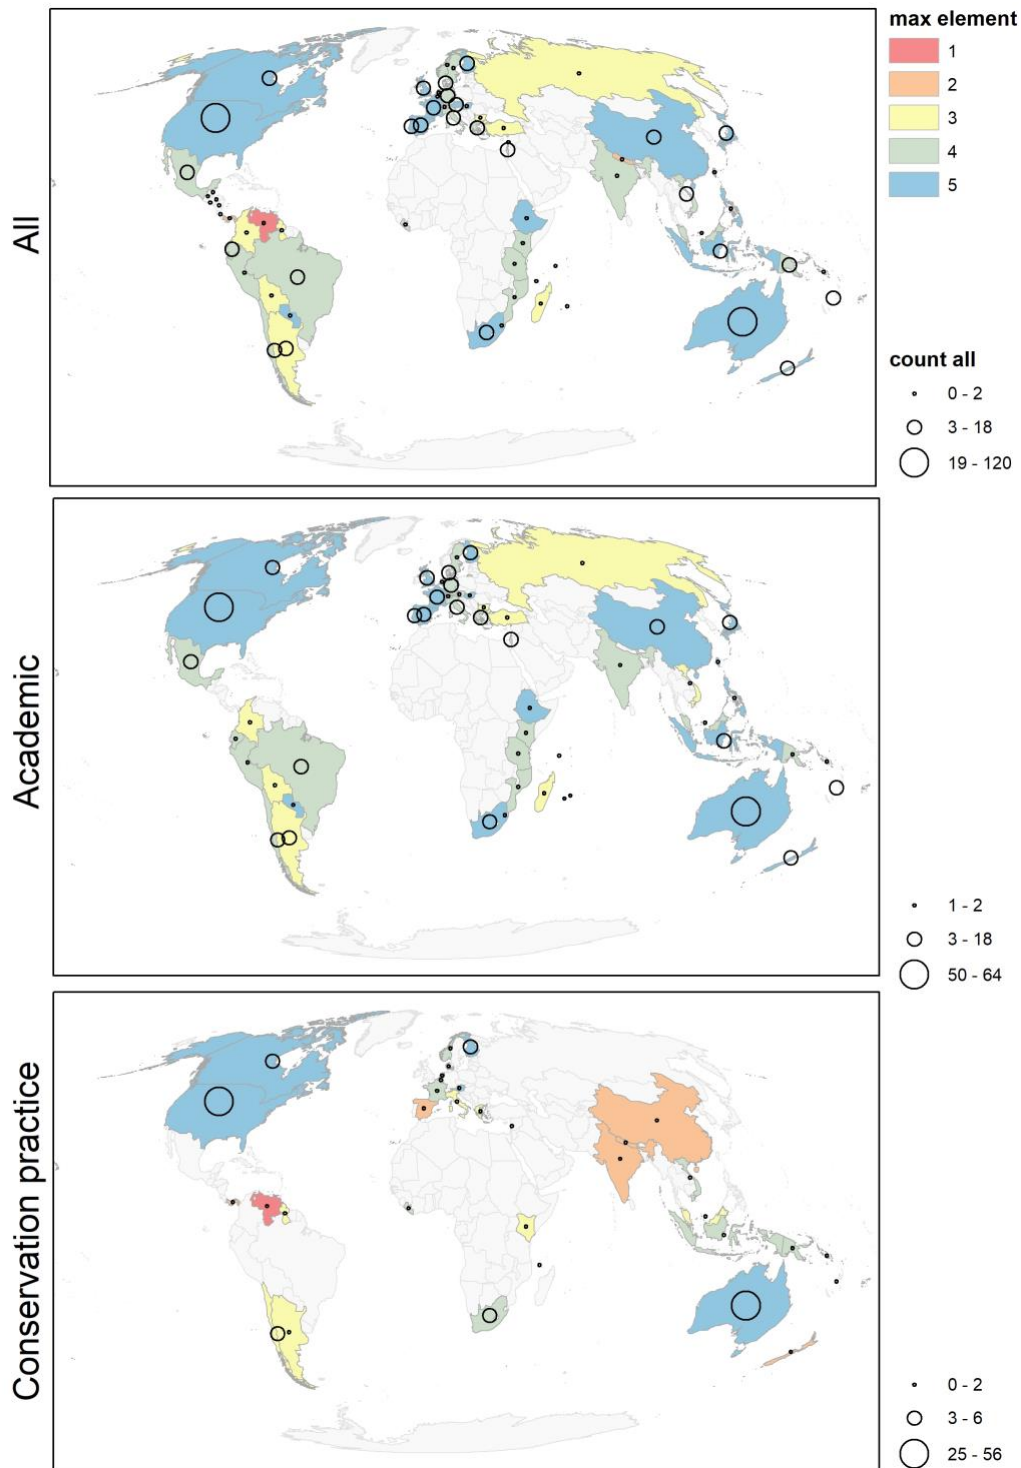 max element
1
2
3
4
5
All
count all
0 - 2
3 - 18
19 - 120
Academic
1 - 2
3 - 18
50 - 64
Conservation practice
0 - 2
3 - 6
25 - 56